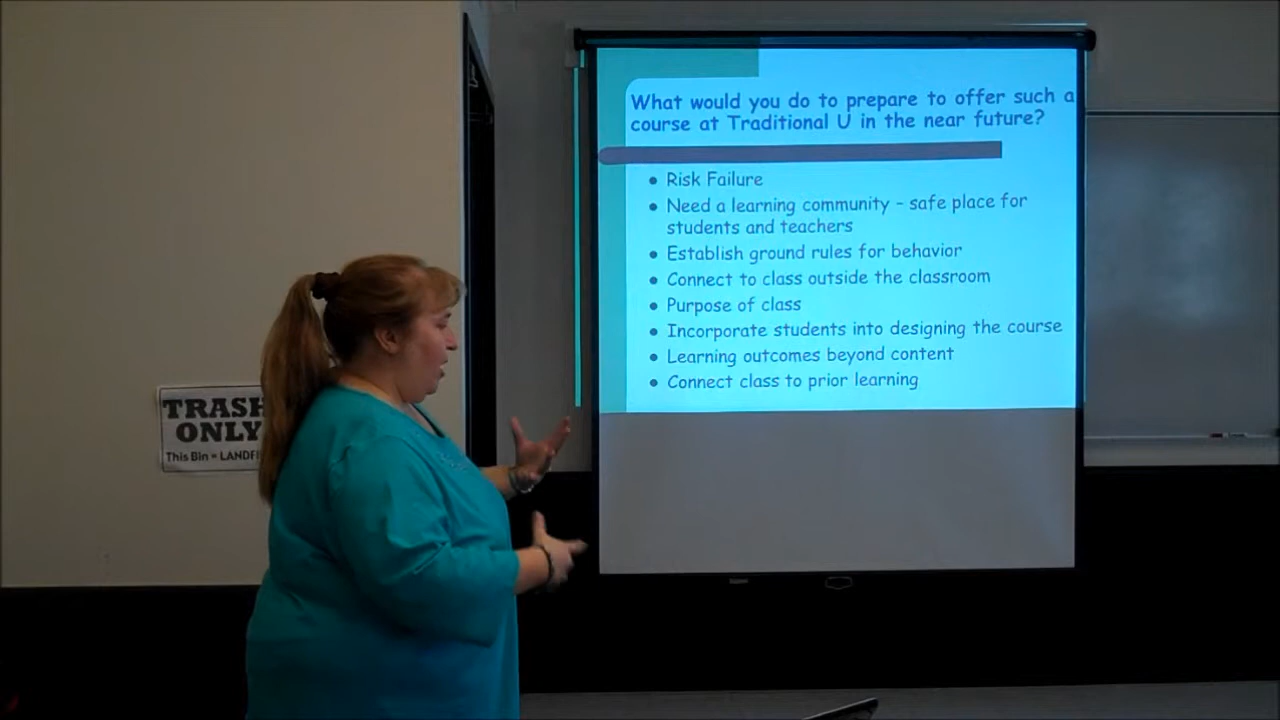 What would you do to prepare to offer such a
course at Traditional U in the near future?
• Risk Failure
• Need a learning community - safe place for
students and teachers
• Establish ground rules for behavior
• Connect to class outside the classroom
• Purpose of class
• Incorporate students into designing the course
• Learning outcomes beyond content
• Connect class to prior learning
TRASH
ONLY
This Bin =